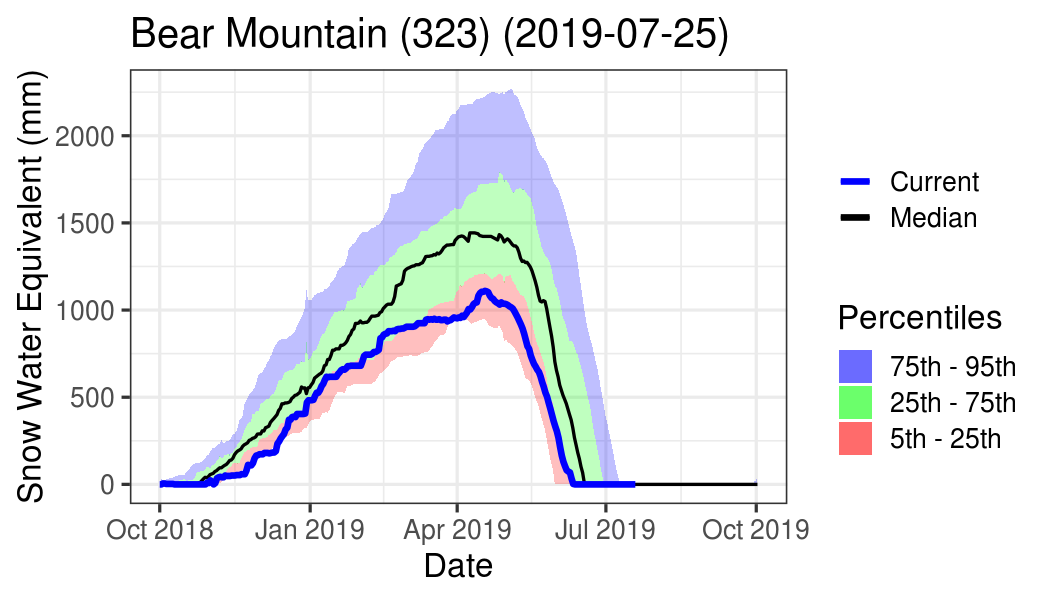 Bear Mountain (323) (2019-07-25)
Snow Water Equivalent (mm)
2000
1500
1000
500
0
Oct 2018
Jan 2019
Apr 2019
Jul 2019
Oct 2019
Date
Current
Median
Percentiles
75th - 95th
25th - 75th
5th - 25th